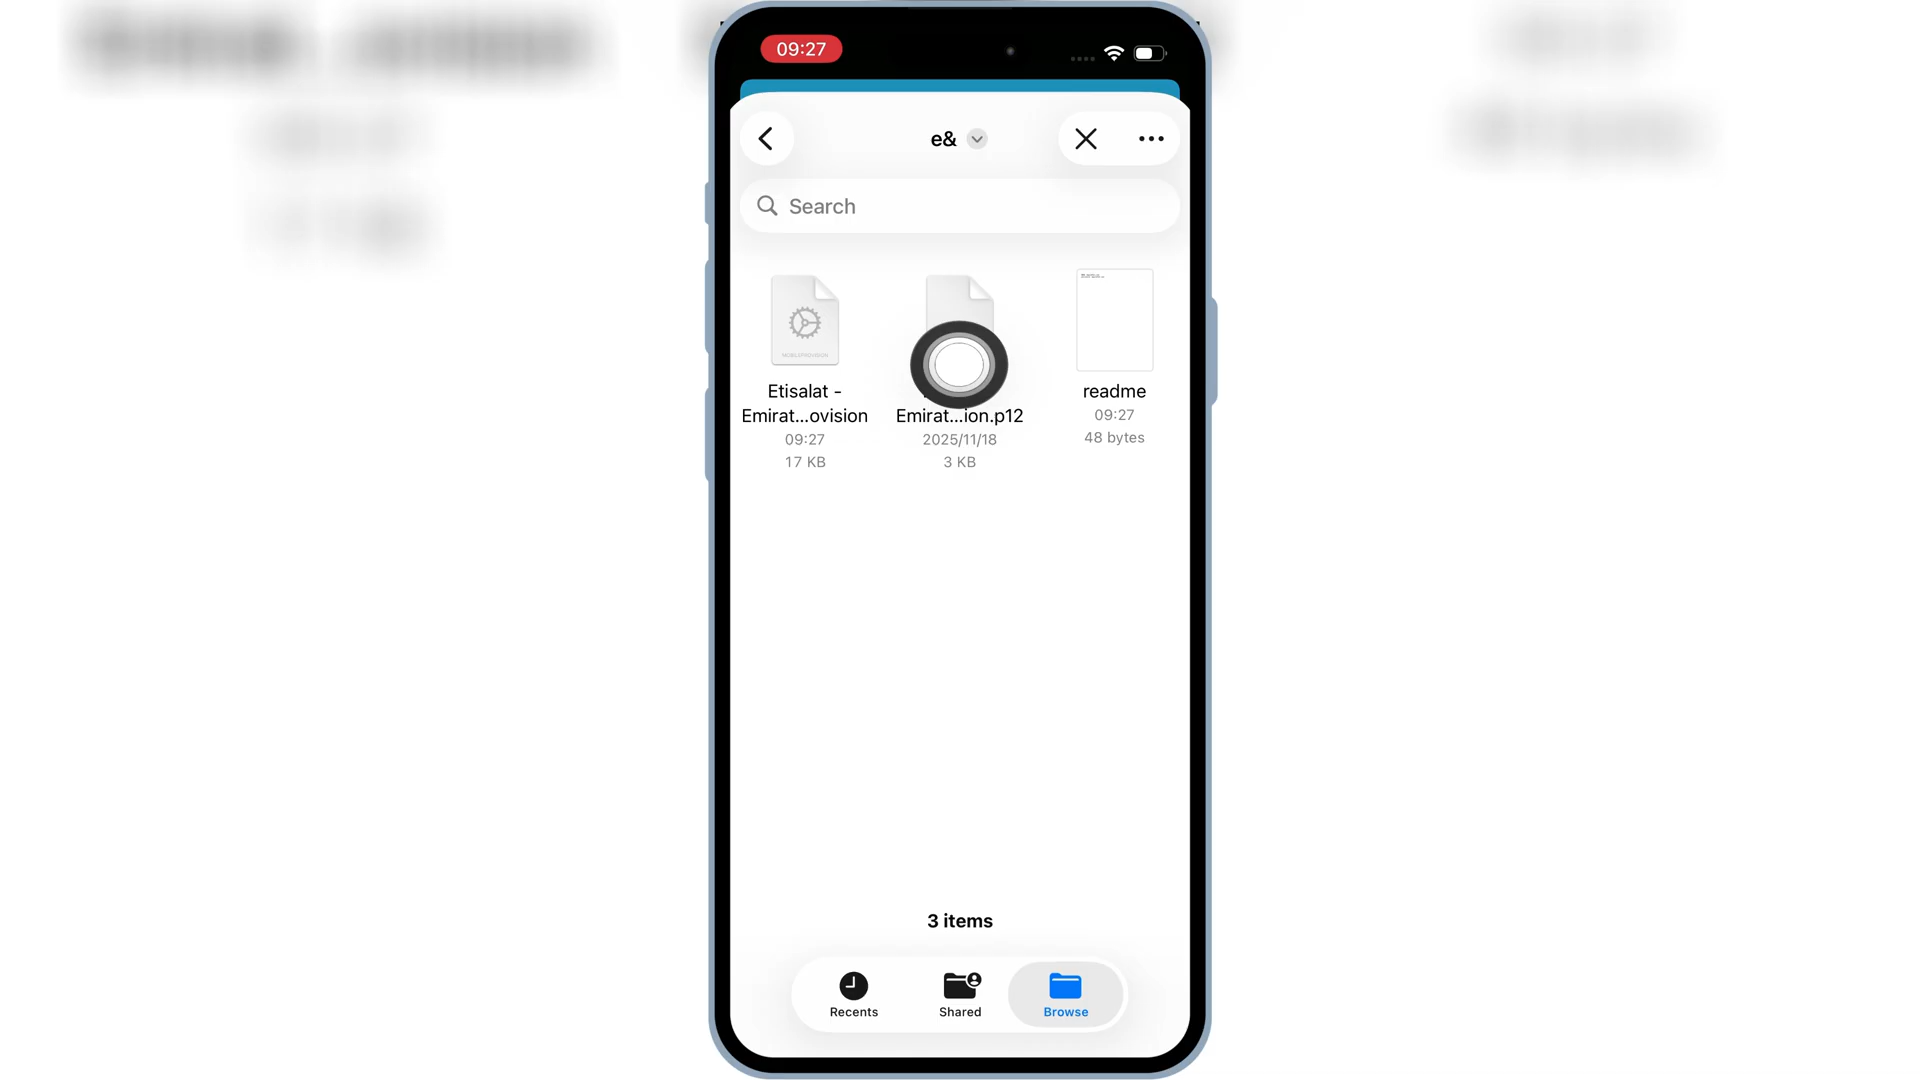 09:27
e&
Search
MOBILEPROVISION
Etisalat -
Emirat...ovision
09:27
17 KB
Emirat...ion.p12
2025/11/18
3 KB
readme
09:27
48 bytes
3 items
Recents
Shared
Browse